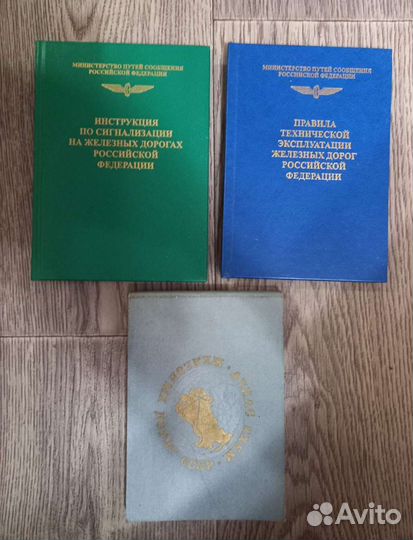 МИНИСТЕРСТВО ПУТЕЙ СООБЩЕНИЯ
РОССИЙСКОЙ ФЕДЕРАЦИИ
ИНСТРУКЦИЯ
ПО СИГНАЛИЗАЦИИ
НА ЖЕЛЕЗНЫХ ДОРОГАХ
РОССИЙСКОЙ
ФЕДЕРАЦИИ
МИНИСТЕРСТВО ПУТЕЙ СООБЩЕНИЯ
РОССИЙСКОЙ ФЕДЕРАЦИИ
ПРАВИЛА
ТЕХНИЧЕСКОЙ
ЭКСПЛУАТАЦИИ
ЖЕЛЕЗНЫХ ДОРОГ
РОССИЙСКОЙ
ФЕДЕРАЦИИ
СССР
Avito